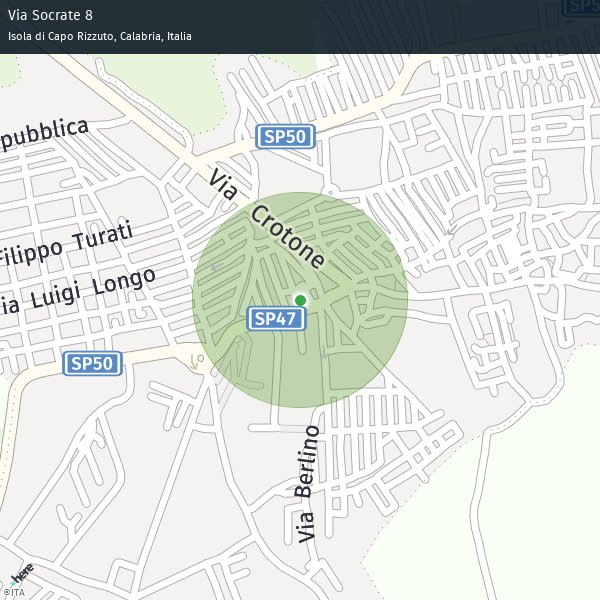 Via Socrate 8
Isola di Capo Rizzuto, Calabria, Italia
SP50
pubblica
Via Crotone
Filippo Turati
ia Luigi Longo
SP47
SP50
Via Berlino
here
©ITA